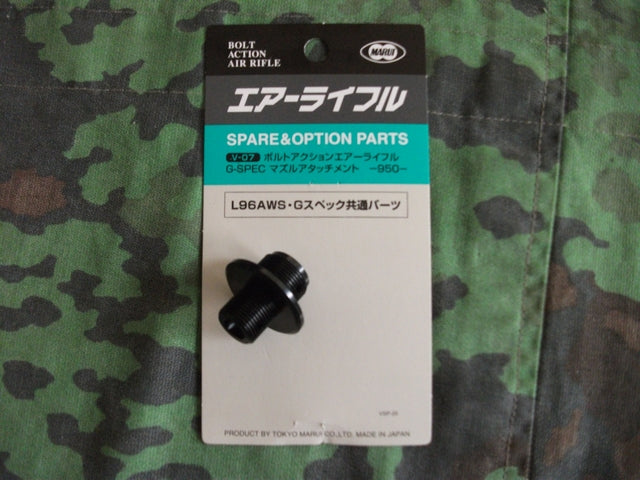 BOLT
ACTION
AIR RIFLE
MARUI
エアーライフル
SPARE&OPTION PARTS
V-07 ボルトアクションエアーライフル
G-SPEC マズルアタッチメント －950－
L96AWS・Gスペック共通パーツ
VSP-25
PRODUCT BY TOKYO MARUI CO.,LTD. MADE IN JAPAN